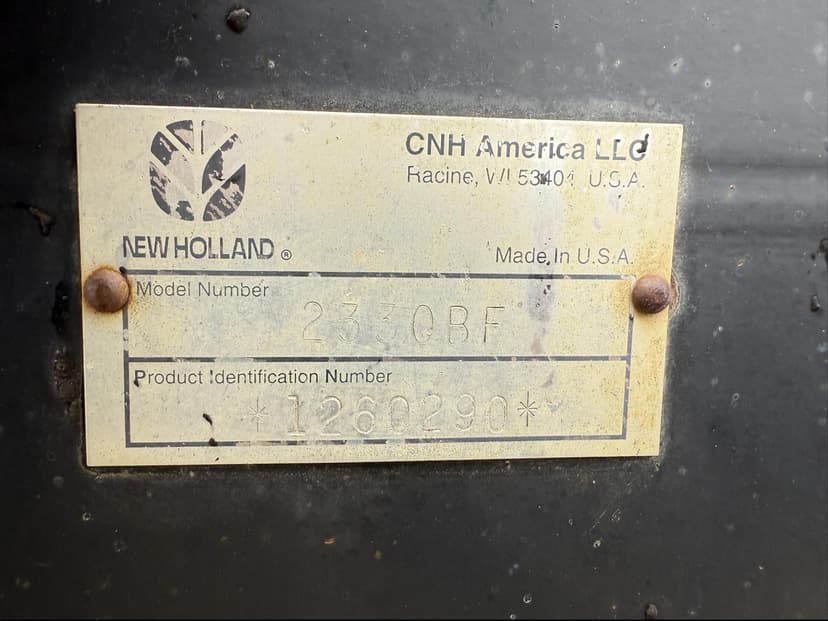 CNH America LLC
Racine, WI 53404 U.S.A.
NEW HOLLAND ®
Made In U.S.A.
Model Number
2330BF
Product Identification Number
*1260290*